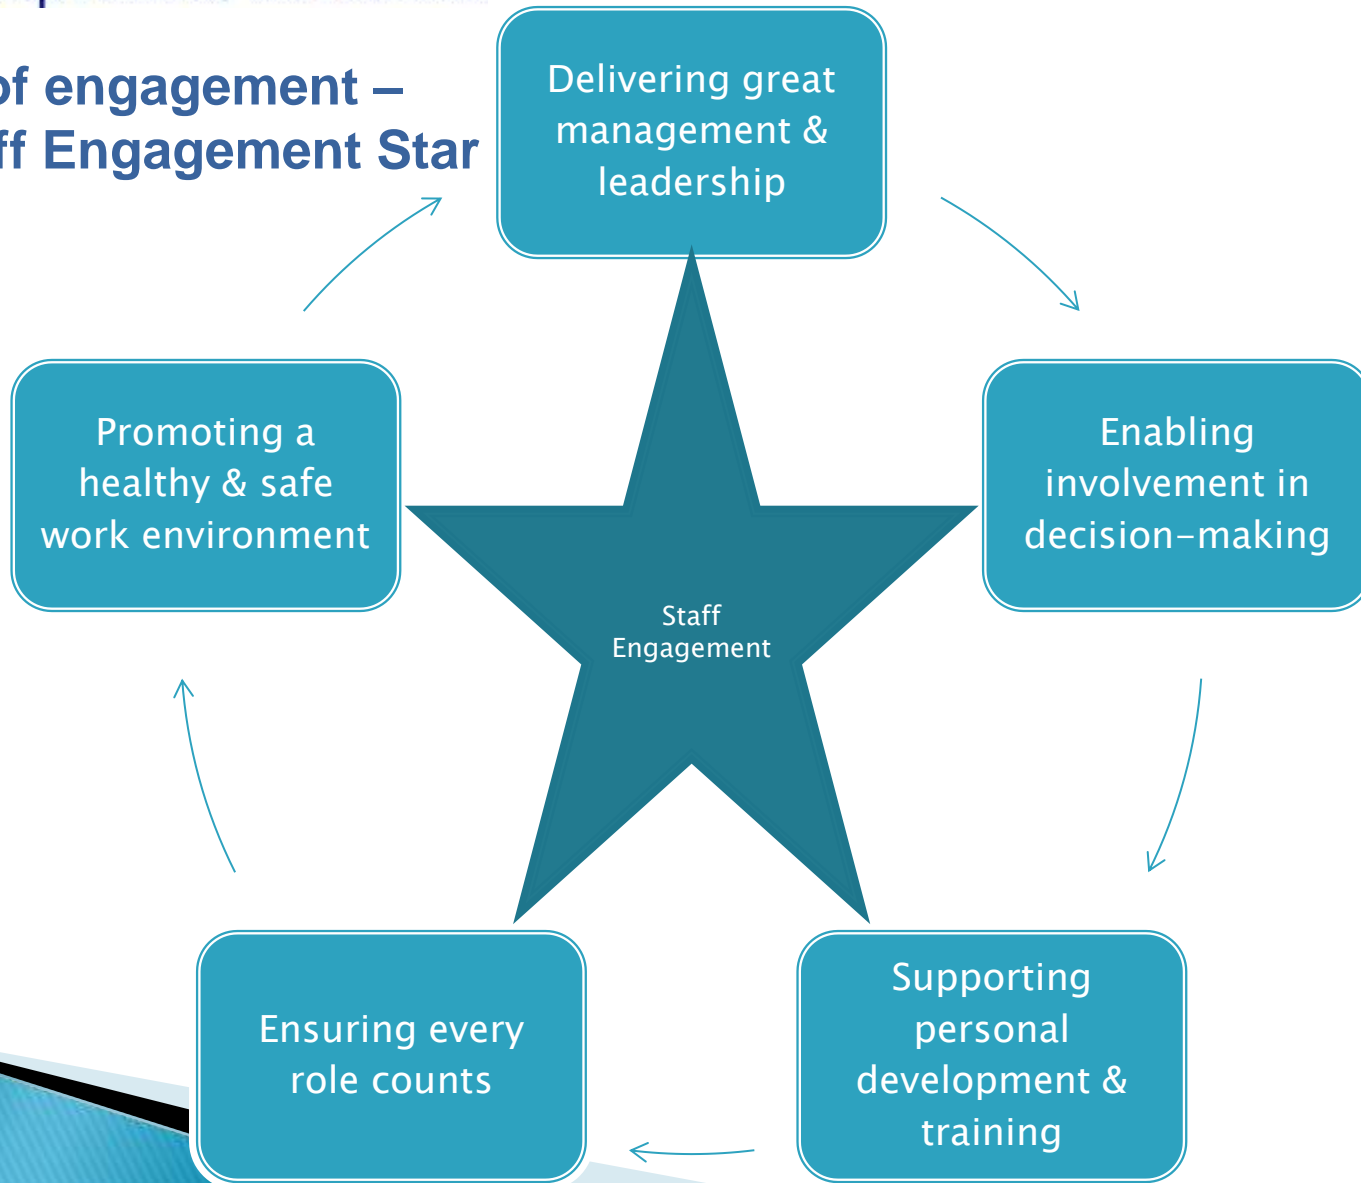 of engagement –
ff Engagement Star
Delivering great
management &
leadership
Enabling
involvement in
decision-making
Supporting
personal
development &
training
Ensuring every
role counts
Promoting a
healthy & safe
work environment
Staff
Engagement